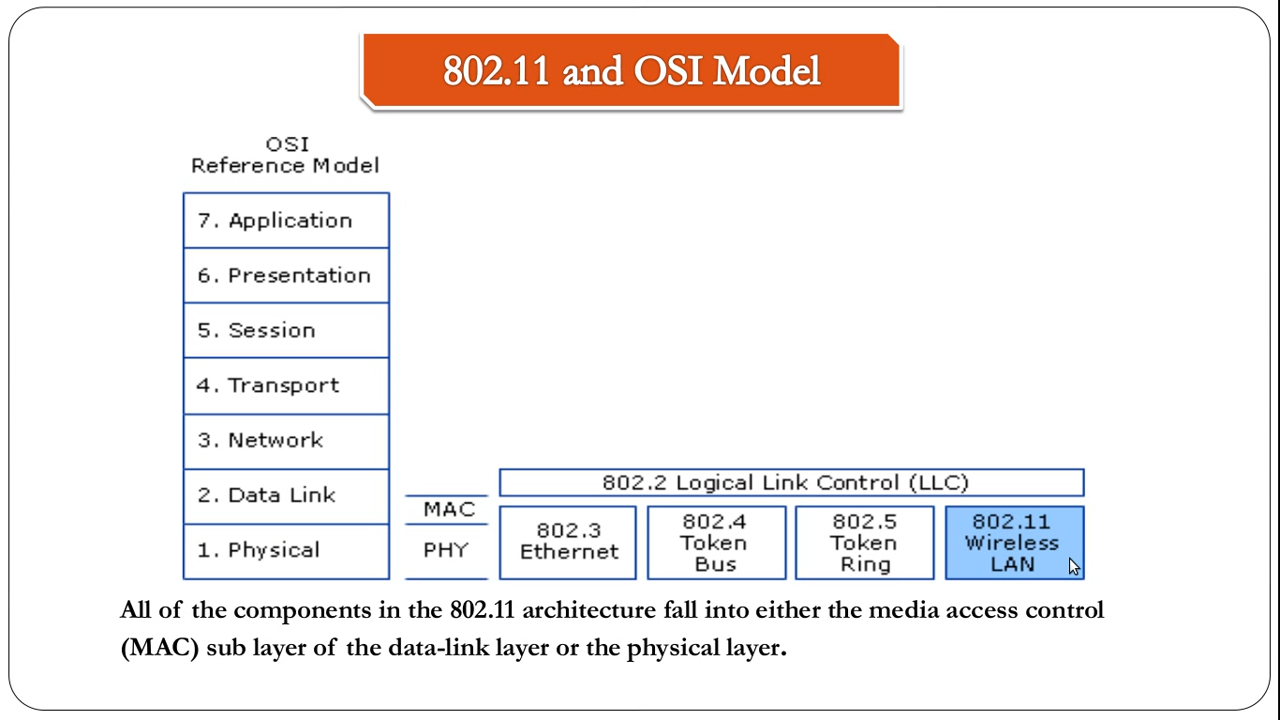 802.11 and OSI Model
OSI
Reference Model
7. Application
6. Presentation
5. Session
4. Transport
3. Network
2. Data Link
1. Physical
MAC
PHY
802.2 Logical Link Control (LLC)
802.3
Ethernet
802.4
Token
Bus
802.5
Token
Ring
802.11
Wireless
LAN
All of the components in the 802.11 architecture fall into either the media access control
(MAC) sub layer of the data-link layer or the physical layer.